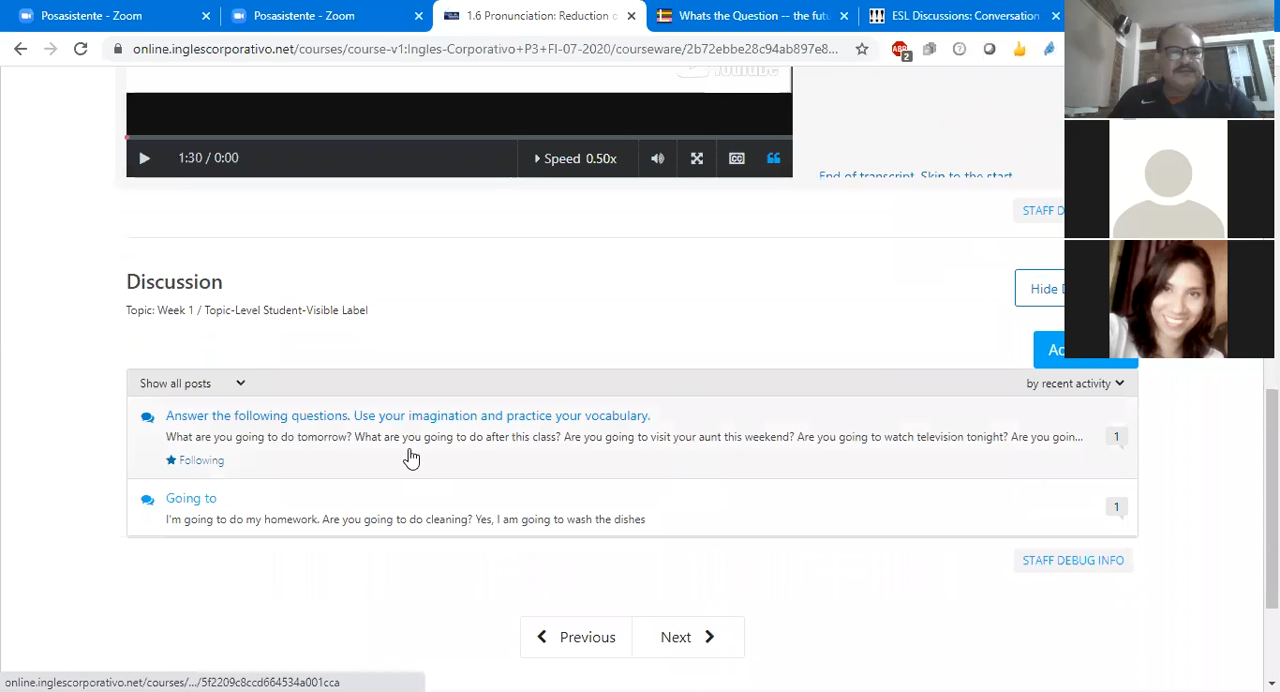 Posasistente - Zoom
Posasistente - Zoom
1.6 Pronunciation: Reduction o
Whats the Question -- the futu
ESL Discussions: Conversation
online.inglescorporativo.net/courses/course-v1:Ingles-Corporativo+P3+FI-07-2020/courseware/2b72ebbe28c94ab897e8...
ABP
2
YouTube
1:30 / 0:00
Speed 0.50x
CC
End of transcript. Skip to the start.
STAFF D
Discussion
Hide D
Topic: Week 1 / Topic-Level Student-Visible Label
Show all posts
by recent activity
Answer the following questions. Use your imagination and practice your vocabulary.
What are you going to do tomorrow? What are you going to do after this class? Are you going to visit your aunt this weekend? Are you going to watch television tonight? Are you goin...
1
Following
Going to
1
I'm going to do my homework. Are you going to do cleaning? Yes, I am going to wash the dishes
STAFF DEBUG INFO
Previous
Next
online.inglescorporativo.net/courses/.../5f2209c8ccd664534a001cca